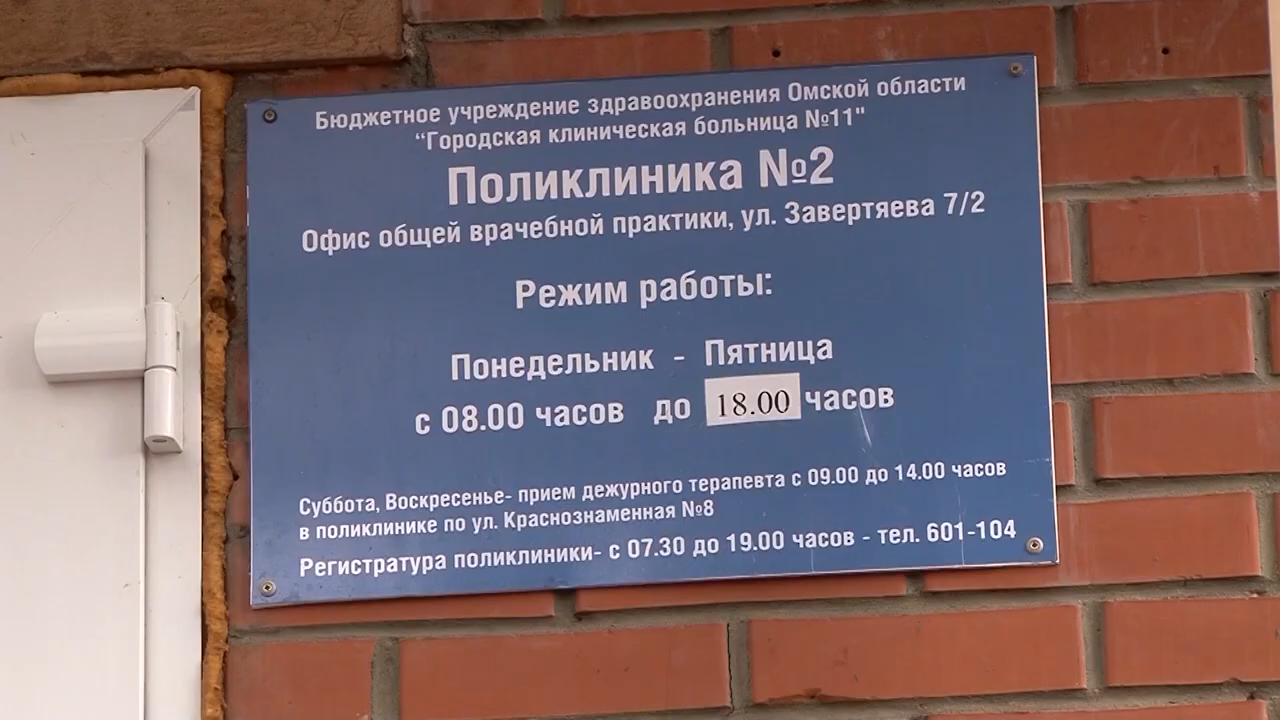 Бюджетное учреждение здравоохранения Омской области
“Городская клиническая больница №11"
Поликлиника №2
Офис общей врачебной практики, ул. Завертяева 7/2
Режим работы:
Понедельник - Пятница
с 08.00 часов до 18.00 часов
Суббота, Воскресенье- прием дежурного терапевта с 09.00 до 14.00 часов
в поликлинике по ул. Краснознаменная №8
Регистратура поликлиники- с 07.30 до 19.00 часов - тел. 601-104